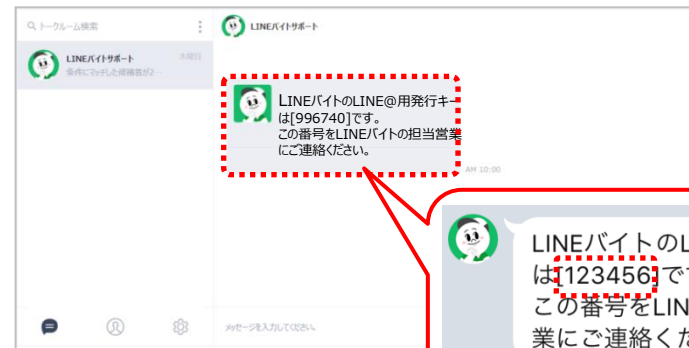 トークルーム検索
LINEバイトサポート
LINEバイトサポート
木曜日
条件にマッチした候補者が2…
LINEバイトのLINE@用発行キー
は[996740]です。
この番号をLINEバイトの担当営業
にご連絡ください。
AM 10:00
LINEバイトのL
は[123456]で
この番号をLIN
業にご連絡くだ
メッセージを入力してください。